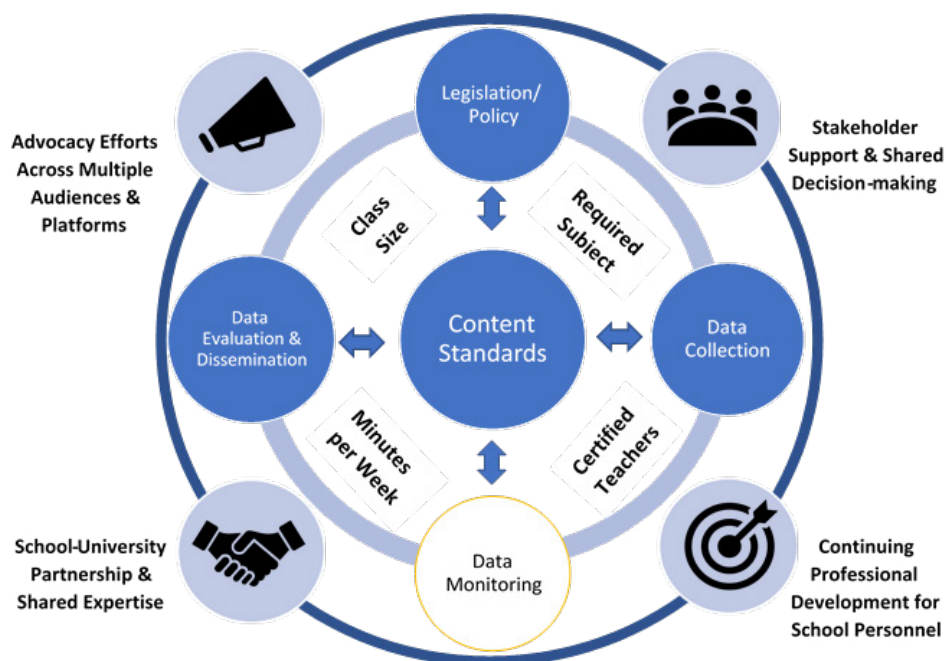 Legislation/
Policy
Advocacy Efforts
Across Multiple
Audiences &
Platforms
Stakeholder
Support & Shared
Decision-making
Class
Size
Required
Subject
Data
Evaluation &
Dissemination
Content
Standards
Data
Collection
Minutes
per Week
Certified
Teachers
School-University
Partnership &
Shared Expertise
Data
Monitoring
Continuing
Professional
Development for
School Personnel